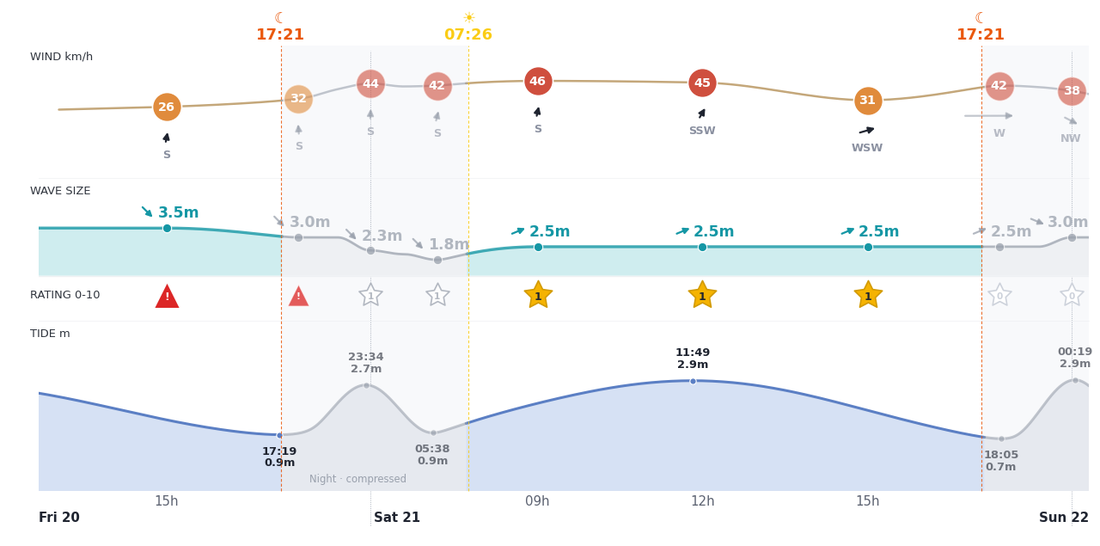 17:21
07:26
17:21
WIND km/h
26
32
44
42
46
45
31
42
38
S
S
S
S
S
SSW
WSW
W
NW
WAVE SIZE
3.5m
3.0m
2.3m
1.8m
2.5m
2.5m
2.5m
2.5m
3.0m
RATING 0-10
!
!
1
1
1
1
1
0
0
TIDE m
23:34
2.7m
11:49
2.9m
00:19
2.9m
17:19
0.9m
05:38
0.9m
18:05
0.7m
Night · compressed
15h
09h
12h
15h
Fri 20
Sat 21
Sun 22